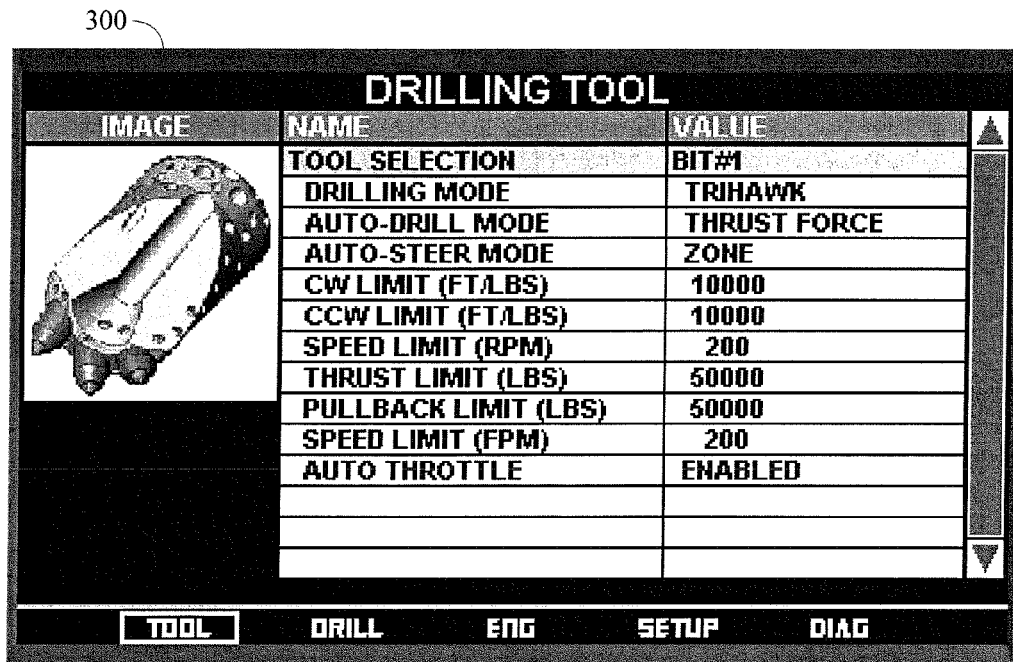 300
DRILLING TOOL
IMAGE NAME VALUE
TOOL SELECTION BIT#1
DRILLING MODE TRIHAWK
AUTO-DRILL MODE THRUST FORCE
AUTO-STEER MODE ZONE
CW LIMIT (FT/LBS) 10000
CCW LIMIT (FT/LBS) 10000
SPEED LIMIT (RPM) 200
THRUST LIMIT (LBS) 50000
PULLBACK LIMIT (LBS) 50000
SPEED LIMIT (FPM) 200
AUTO THROTTLE ENABLED
TOOL DRILL ENG SETUP DIAG